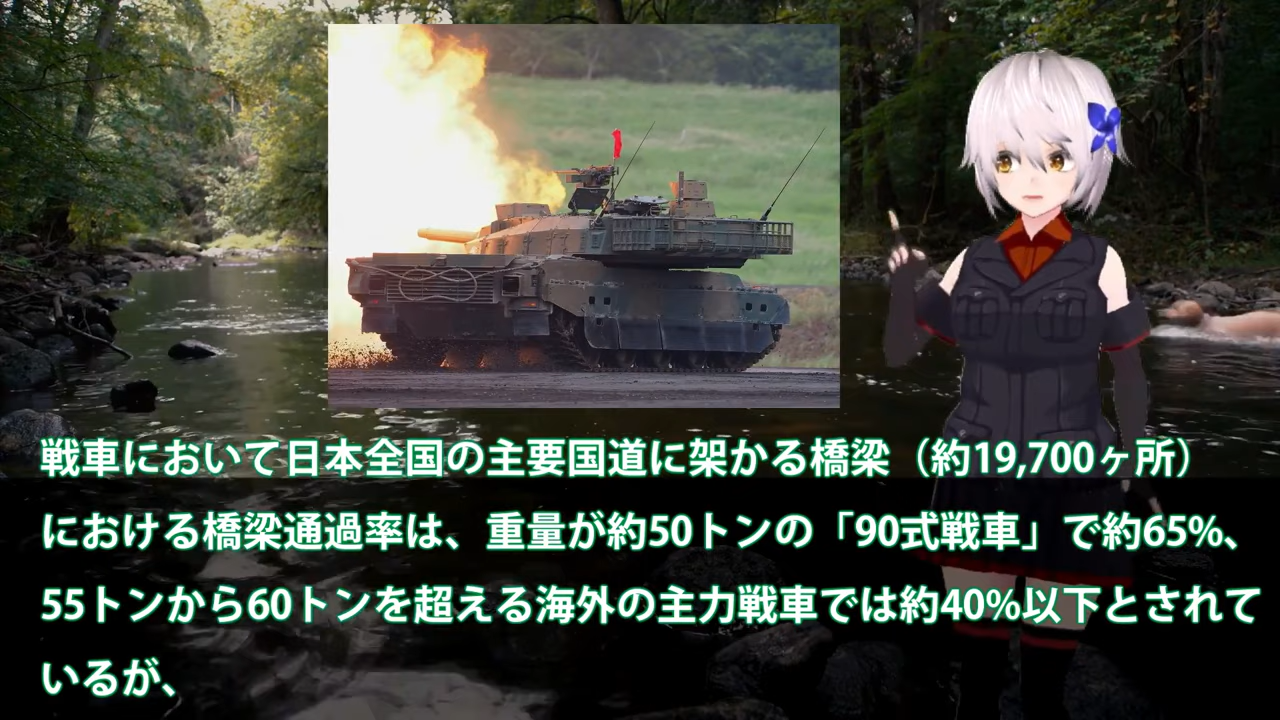 戦車において日本全国の主要国道に架かる橋梁（約19,700ヶ所）
における橋梁通過率は、重量が約50トンの「90式戦車」で約65%、
55トンから60トンを超える海外の主力戦車では約40%以下とされて
いるが、